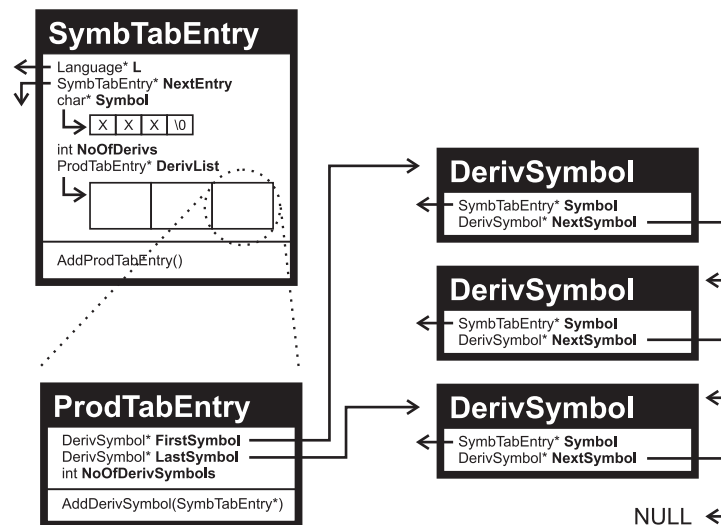 SymbTabEntry
Language* L
SymbTabEntry* NextEntry
char* Symbol
X X X \0
int NoOfDerivs
ProdTabEntry* DerivList
AddProdTabEntry()
ProdTabEntry
DerivSymbol* FirstSymbol
DerivSymbol* LastSymbol
int NoOfDerivSymbols
AddDerivSymbol(SymbTabEntry*)
DerivSymbol
SymbTabEntry* Symbol
DerivSymbol* NextSymbol
DerivSymbol
SymbTabEntry* Symbol
DerivSymbol* NextSymbol
DerivSymbol
SymbTabEntry* Symbol
DerivSymbol* NextSymbol
NULL